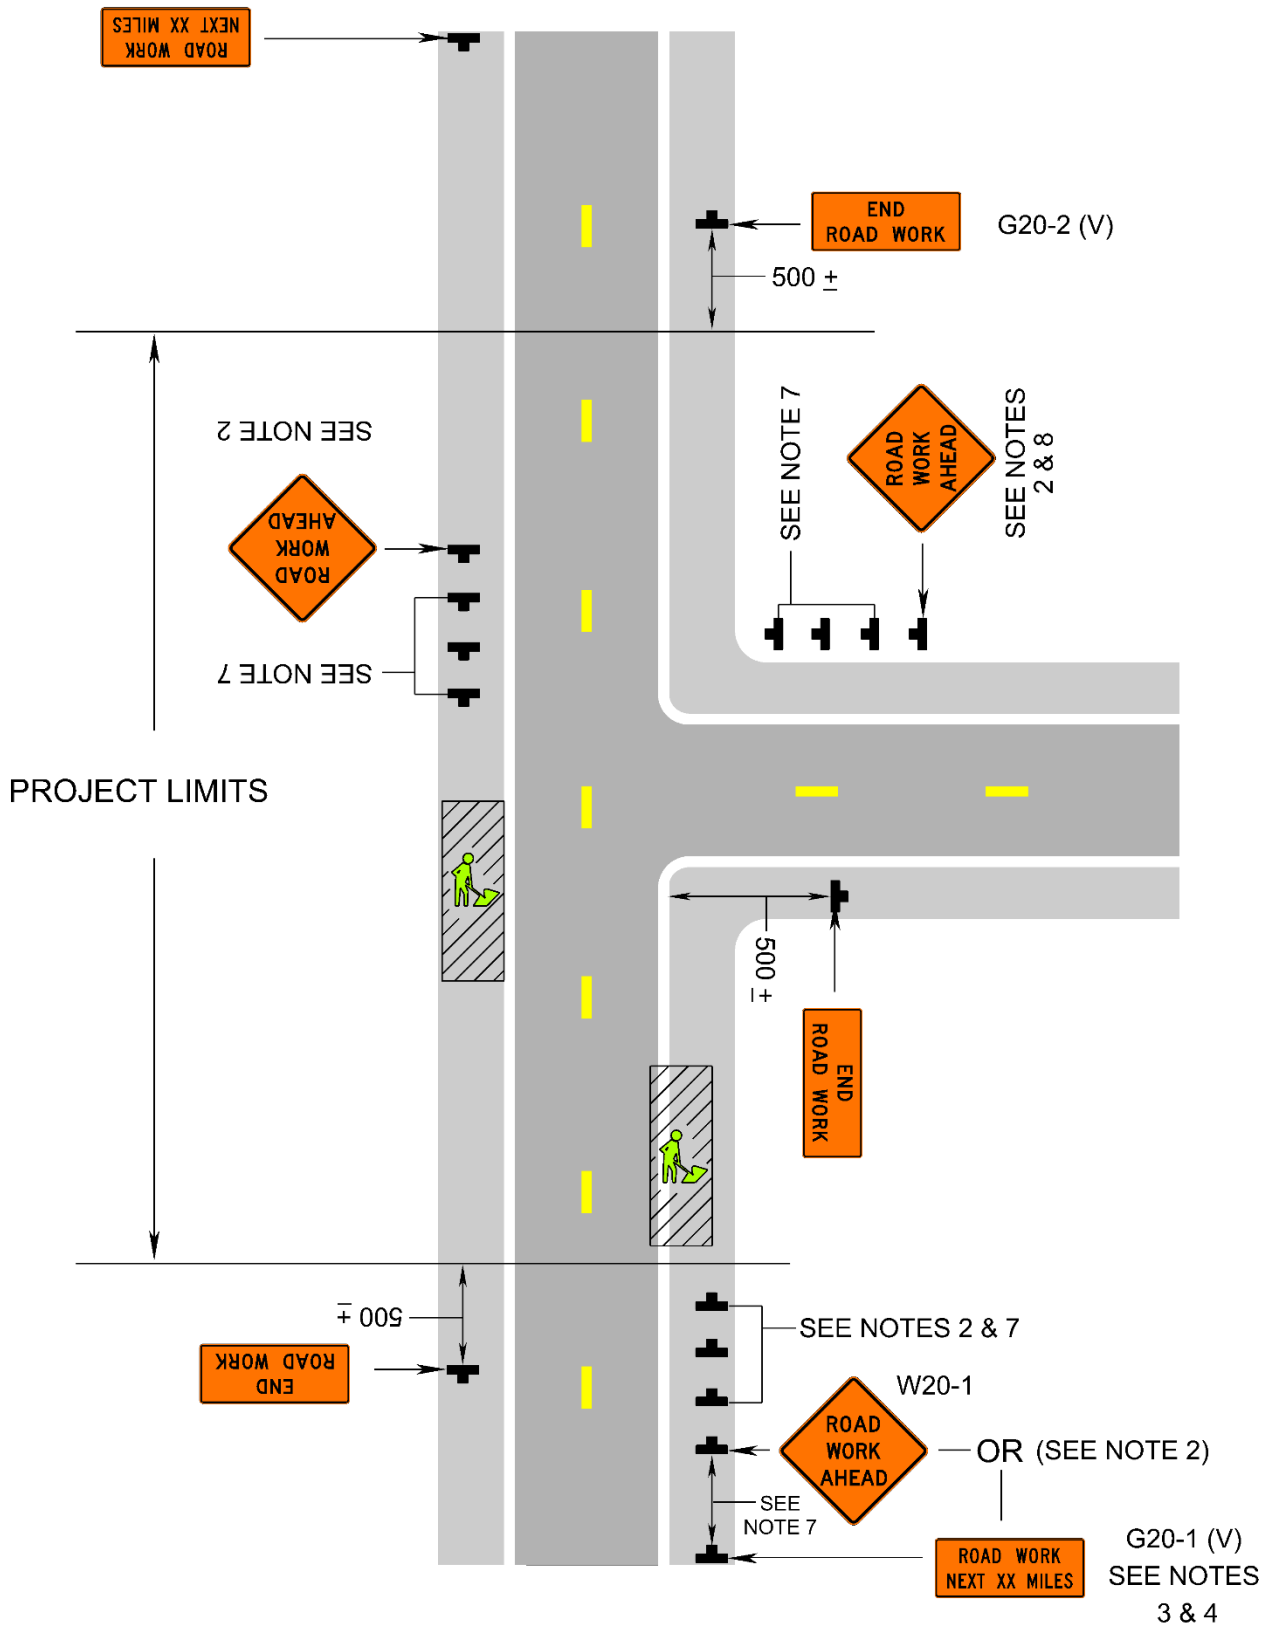 ROAD WORK
NEXT XX MILES
END
ROAD WORK
G20-2 (V)
500 ±
SEE NOTE 2
SEE NOTE 7
ROAD
WORK
AHEAD
SEE NOTES
2 & 8
ROAD
WORK
AHEAD
SEE NOTE 7
PROJECT LIMITS
500 ±
END
ROAD WORK
500 ±
SEE NOTES 2 & 7
END
ROAD WORK
W20-1
ROAD
WORK
AHEAD
OR (SEE NOTE 2)
SEE
NOTE 7
ROAD WORK
NEXT XX MILES
G20-1 (V)
SEE NOTES
3 & 4